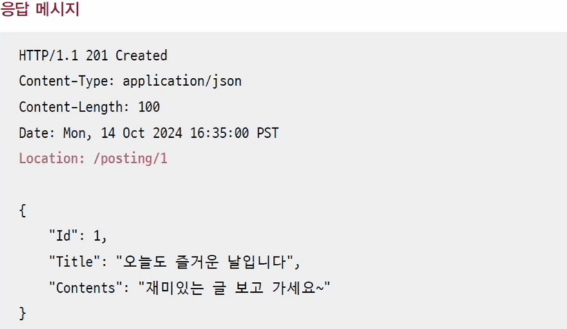 응답 메시지
HTTP/1.1 201 Created
Content-Type: application/json
Content-Length: 100
Date: Mon, 14 Oct 2024 16:35:00 PST
Location: /posting/1
{
"Id": 1,
"Title": "오늘도 즐거운 날입니다",
"Contents": "재미있는 글 보고 가세요~"
}